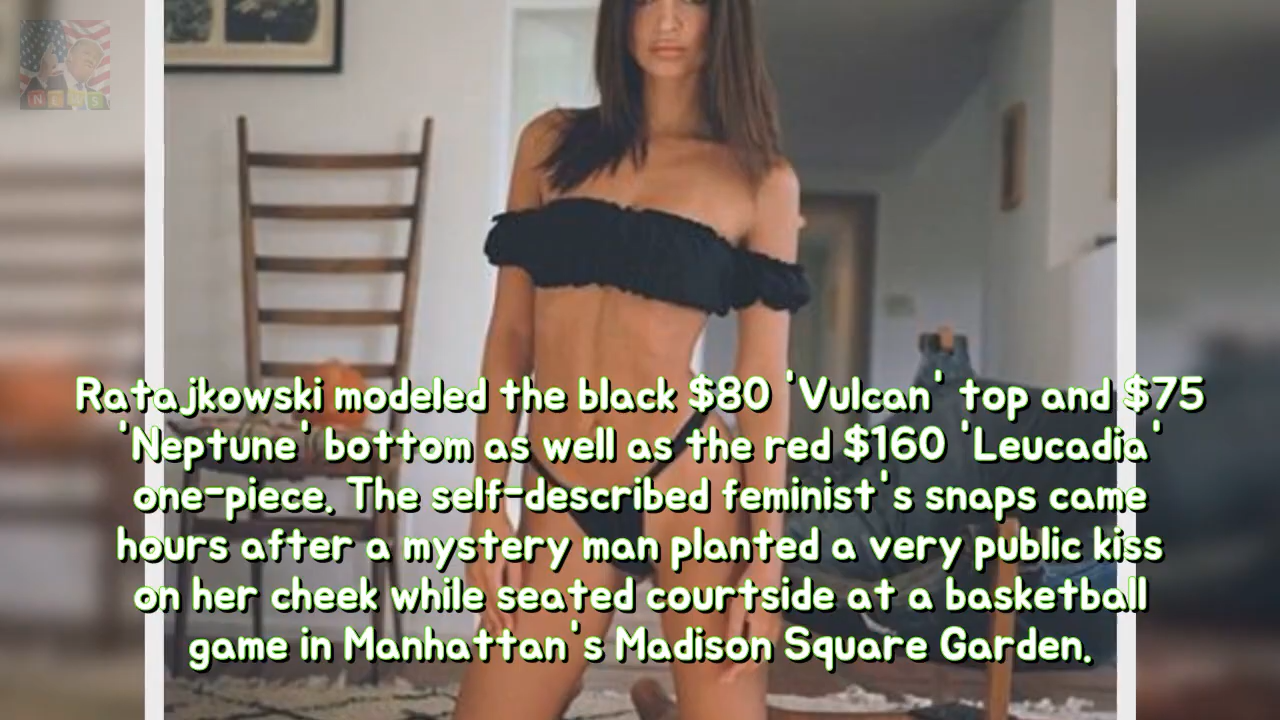 NEWS
Ratajkowski modeled the black $80 'Vulcan' top and $75
'Neptune' bottom as well as the red $160 'Leucadia'
one-piece. The self-described feminist's snaps came
hours after a mystery man planted a very public kiss
on her cheek while seated courtside at a basketball
game in Manhattan's Madison Square Garden.